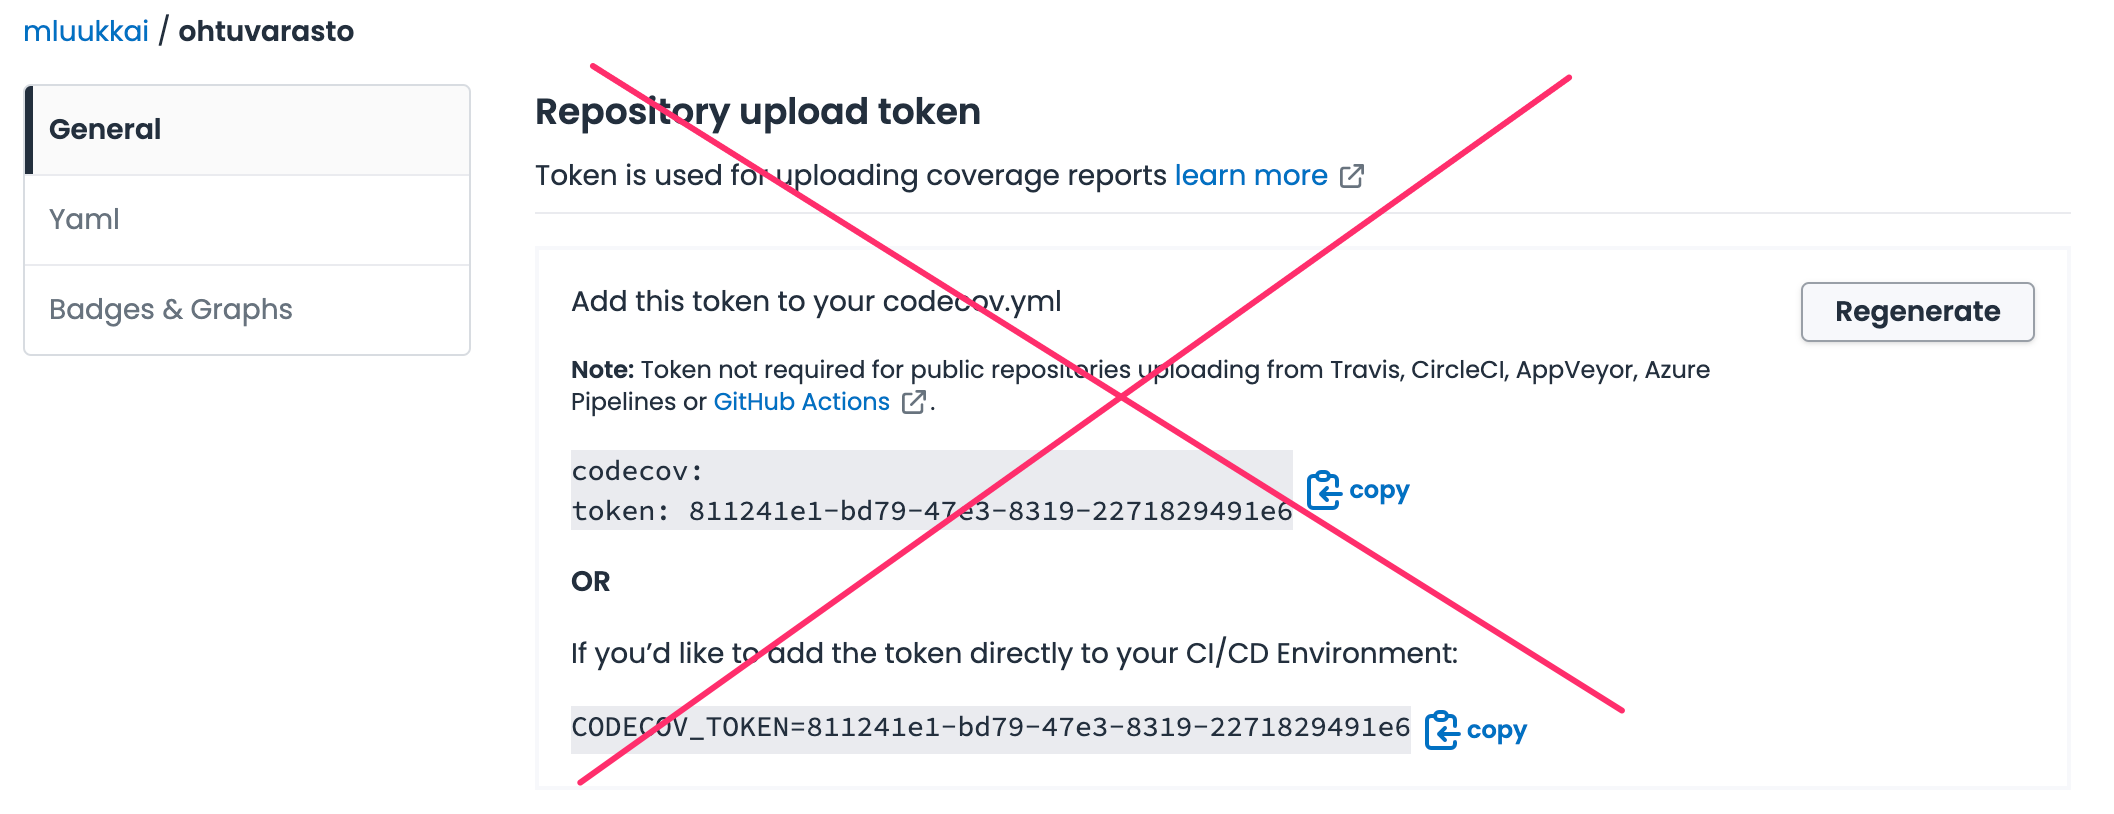 mluukkai / ohtuvarasto
General
Yaml
Badges & Graphs
Repository upload token
Token is used for uploading coverage reports learn more
Add this token to your codecov.yml
Regenerate
Note: Token not required for public repositories uploading from Travis, CircleCI, AppVeyor, Azure
Pipelines or GitHub Actions .
codecov:
token: 811241e1-bd79-47e3-8319-2271829491e6
copy
OR
If you’d like to add the token directly to your CI/CD Environment:
CODECOV_TOKEN=811241e1-bd79-47e3-8319-2271829491e6
copy